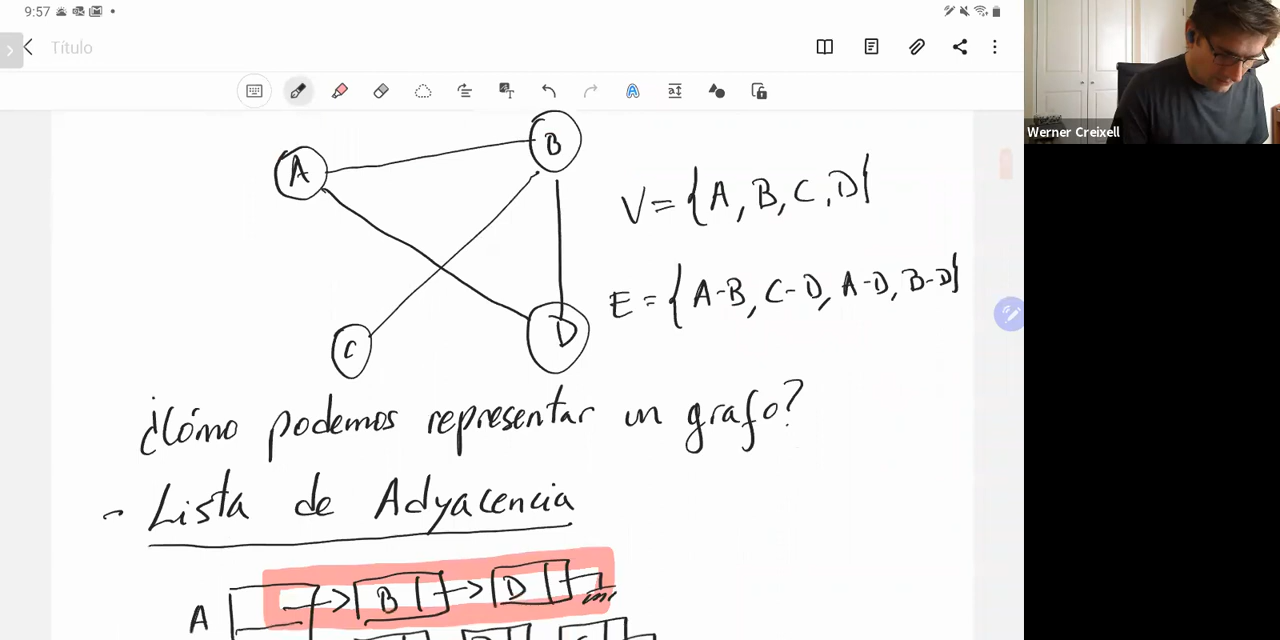 9:57
Título
Werner Creixell
A
B
C
D
V = {A, B, C, D}
E = {A-B, C-D, A-D, B-D}
¿Cómo podemos representar un grafo?
- Lista de Adyacencia
A → B → D